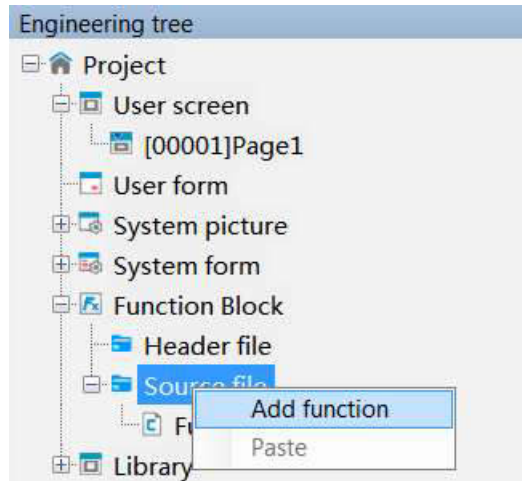 Engineering tree
Project
User screen
[00001]Page1
User form
System picture
System form
Function Block
Header file
Source file
Add function
Paste
Library